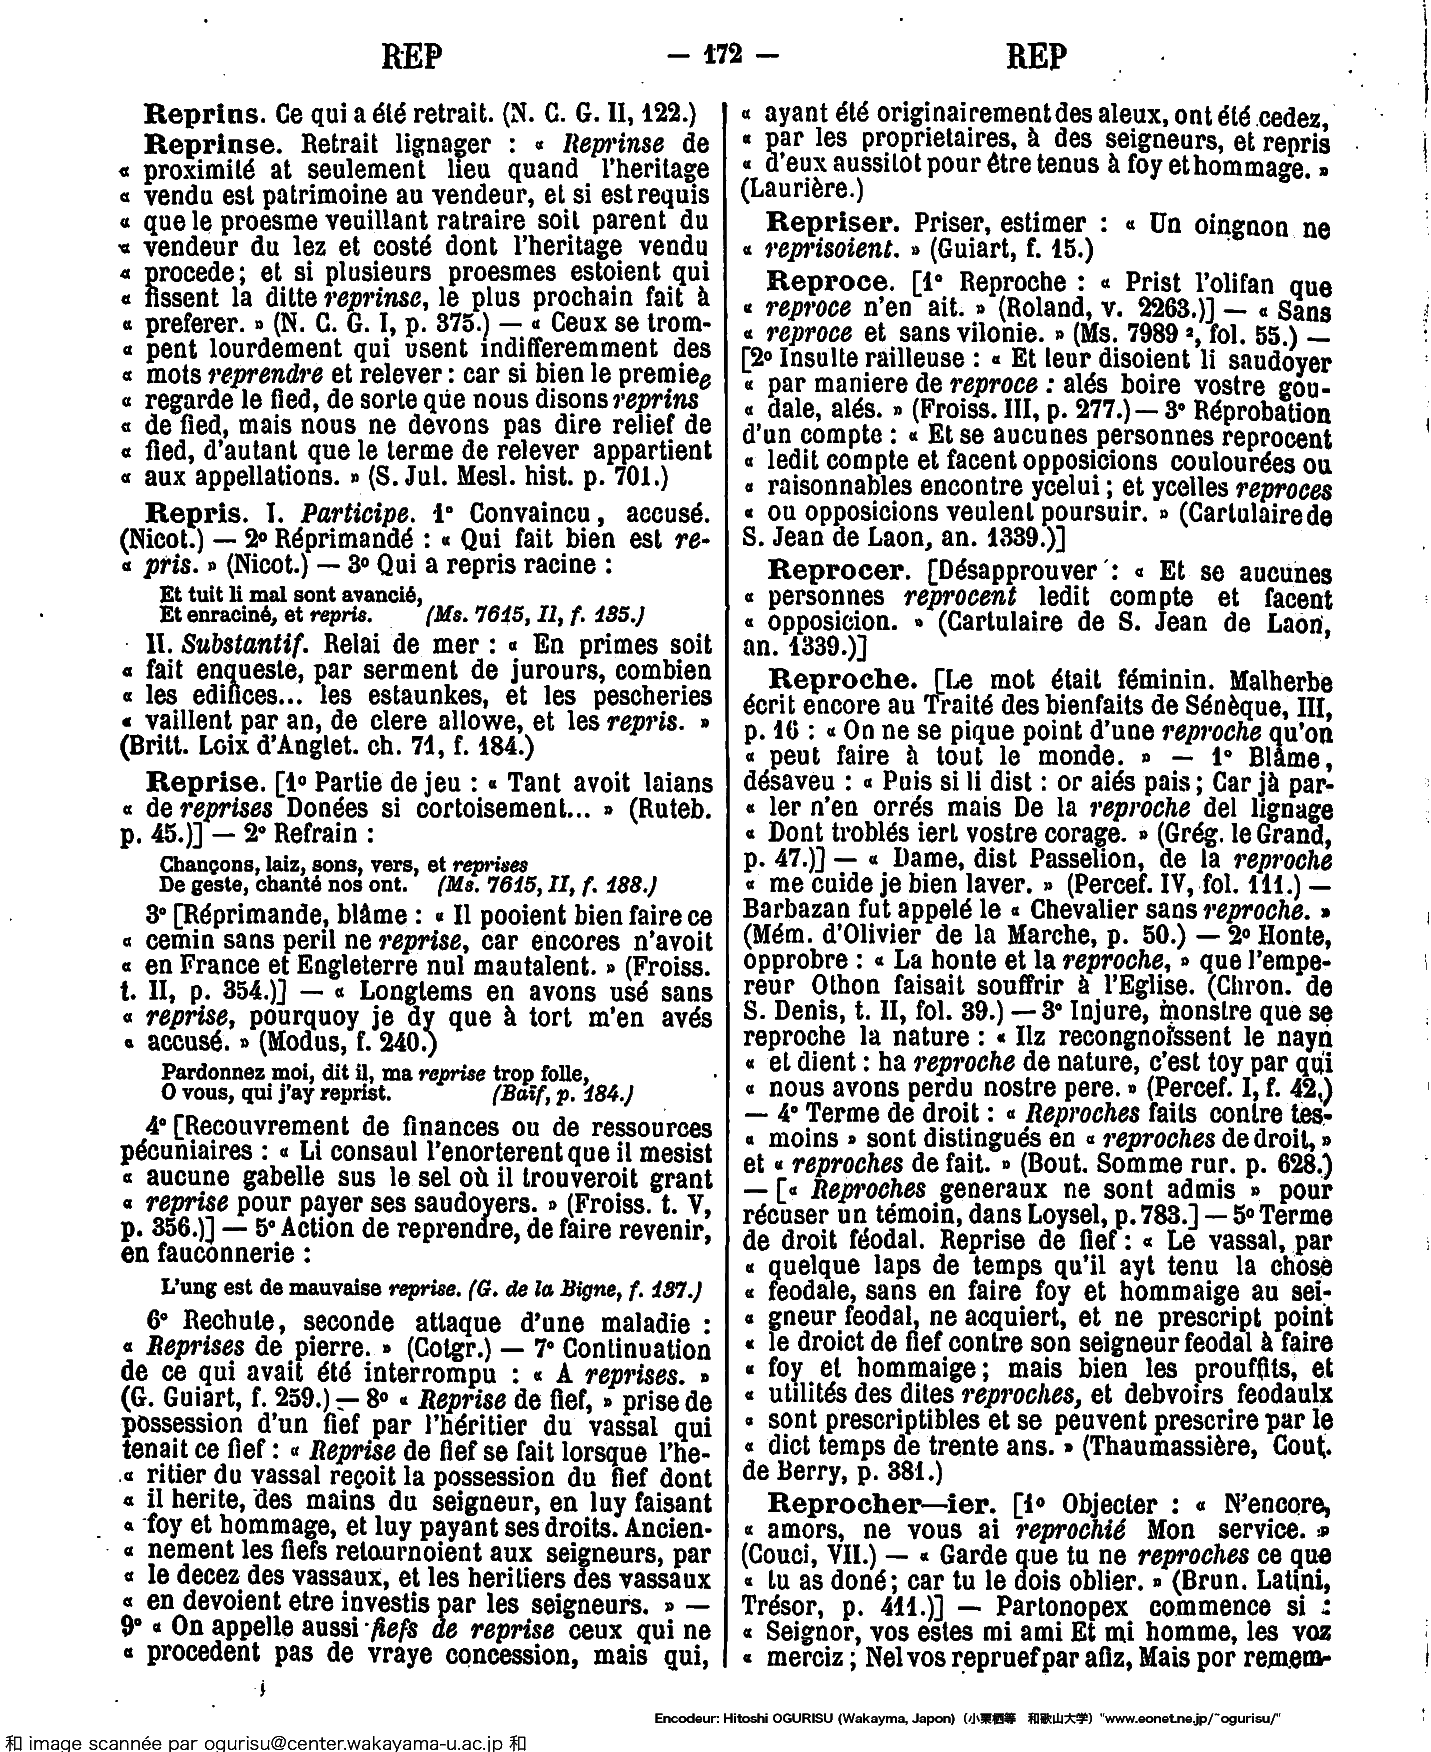 REP — 172 — REP
Reprins. Ce qui a été retrait. (N. C. G. II, 122.)
Reprinse. Retrait lignager : « Reprinse de
« proximité at seulement lieu quand l'heritage
« vendu est patrimoine au vendeur, et si est requis
« que le proesme veuillant ratraire soit parent du
« vendeur du lez et costé dont l'heritage vendu
« procede ; et si plusieurs proesmes estoient qui
« fissent la ditte reprinse, le plus prochain fait à
« preferer. » (N. C. G. I, p. 375.) — « Ceux se trom-
« pent lourdement qui usent indifferemment des
« mots reprendre et relever : car si bien le premiee
« regarde le fied, de sorte que nous disons reprins
« de fied, mais nous ne devons pas dire relief de
« fied, d'autant que le terme de relever appartient
« aux appellations. » (S. Jul. Mesl. hist. p. 701.)
Repris. I. Participe. 1° Convaincu, accusé.
(Nicot.) — 2° Réprimandé : « Qui fait bien est re-
« pris. » (Nicot.) — 3° Qui a repris racine :
Et tuit li mal sont avancié,
Et enraciné, et repris. (Ms. 7615, II, f. 135.)
II. Substantif. Relai de mer : « En primes soit
« fait enqueste, par serment de jurours, combien
« les edifices... les estaunkes, et les pescheries
« vaillent par an, de clere allowe, et les repris. »
(Britt. Loix d'Anglet. ch. 71, f. 184.)
Reprise. [1° Partie de jeu : « Tant avoit laians
« de reprises Donées si cortoisement... » (Ruteb.
p. 45.)] — 2° Refrain :
Chançons, laiz, sons, vers, et reprises
De geste, chanté nos ont. (Ms. 7615, II, f. 188.)
3° [Réprimande, blâme : « Il pooient bien faire ce
« cemin sans peril ne reprise, car encores n'avoit
« en France et Engleterre nul mautalent. » (Froiss.
t. II, p. 354.)] — « Longtems en avons usé sans
« reprise, pourquoy je dy que à tort m'en avés
« accusé. » (Modus, f. 240.)
Pardonnez moi, dit il, ma reprise trop folle,
O vous, qui j'ay reprist. (Baïf, p. 184.)
4° [Recouvrement de finances ou de ressources
pécuniaires : « Li consaul l'enorterent que il mesist
« aucune gabelle sus le sel où il trouveroit grant
« reprise pour payer ses saudoyers. » (Froiss. t. V,
p. 356.)] — 5° Action de reprendre, de faire revenir,
en fauconnerie :
L'ung est de mauvaise reprise. (G. de la Bigne, f. 137.)
6° Rechute, seconde attaque d'une maladie :
« Reprises de pierre. » (Cotgr.) — 7° Continuation
de ce qui avait été interrompu : « A reprises. »
(G. Guiart, f. 259.) — 8° « Reprise de fief, » prise de
possession d'un fief par l'héritier du vassal qui
tenait ce fief : « Reprise de fief se fait lorsque l'he-
« ritier du vassal reçoit la possession du fief dont
« il herite, des mains du seigneur, en luy faisant
« foy et hommage, et luy payant ses droits. Ancien-
« nement les fiefs retournoient aux seigneurs, par
« le decez des vassaux, et les heritiers des vassaux
« en devoient etre investis par les seigneurs. » —
9° « On appelle aussi fiefs de reprise ceux qui ne
« procedent pas de vraye concession, mais qui,
« ayant été originairement des aleux, ont été cedez,
« par les proprietaires, à des seigneurs, et repris
« d'eux aussitot pour être tenus à foy et hommage. »
(Laurière.)
Repriser. Priser, estimer : « Un oingnon ne
« reprisoient. » (Guiart, f. 15.)
Reproce. [1° Reproche : « Prist l'olifan que
« reproce n'en ait. » (Roland, v. 2263.)] — « Sans
« reproce et sans vilonie. » (Ms. 7989 ², fol. 55.) —
[2° Insulte railleuse : « Et leur disoient li saudoyer
« par maniere de reproce : alés boire vostre gou-
« dale, alés. » (Froiss. III, p. 277.) — 3° Réprobation
d'un compte : « Et se aucunes personnes reprocent
« ledit compte et facent opposicions coulourées ou
« raisonnables encontre ycelui ; et ycelles reproces
« ou opposicions veulent poursuir. » (Cartulaire de
S. Jean de Laon, an. 1339.)]
Reprocer. [Désapprouver : « Et se aucunes
« personnes reprocent ledit compte et facent
« opposicion. » (Cartulaire de S. Jean de Laon,
an. 1339.)]
Reproche. [Le mot était féminin. Malherbe
écrit encore au Traité des bienfaits de Sénèque, III,
p. 16 : « On ne se pique point d'une reproche qu'on
« peut faire à tout le monde. » — 1° Blâme,
désaveu : « Puis si li dist : or aiés pais ; Car jà par-
« ler n'en orrés mais De la reproche del lignage
« Dont troblés iert vostre corage. » (Grég. le Grand,
p. 47.)] — « Dame, dist Passelion, de la reproche
« me cuide je bien laver. » (Percef. IV, fol. 111.) —
Barbazan fut appelé le « Chevalier sans reproche. »
(Mém. d'Olivier de la Marche, p. 50.) — 2° Honte,
opprobre : « La honte et la reproche, » que l'empe-
reur Othon faisait souffrir à l'Eglise. (Chron. de
S. Denis, t. II, fol. 39.) — 3° Injure, monstre que se
reproche la nature : « Ilz recongnoissent le nayn
« et dient : ha reproche de nature, c'est toy par qui
« nous avons perdu nostre pere. » (Percef. I, f. 42.)
— 4° Terme de droit : « Reproches faits contre tes-
« moins » sont distingués en « reproches de droit, »
et « reproches de fait. » (Bout. Somme rur. p. 628.)
— [« Reproches generaux ne sont admis » pour
récuser un témoin, dans Loysel, p. 783.] — 5° Terme
de droit féodal. Reprise de fief : « Le vassal, par
« quelque laps de temps qu'il ayt tenu la chose
« feodale, sans en faire foy et hommaige au sei-
« gneur feodal, ne acquiert, et ne prescript point
« le droict de fief contre son seigneur feodal à faire
« foy et hommaige ; mais bien les prouffits, et
« utilités des dites reproches, et debvoirs feodaulx
« sont prescriptibles et se peuvent prescrire par le
« dict temps de trente ans. » (Thaumassière, Cout.
de Berry, p. 381.)
Reprocher—ier. [1° Objecter : « N'encore,
« amors, ne vous ai reprochié Mon service. »
(Couci, VII.) — « Garde que tu ne reproches ce que
« tu as doné ; car tu le dois oblier. » (Brun. Latini,
Trésor, p. 411.)] — Partonopex commence si :
« Seignor, vos estes mi ami Et mi homme, les voz
« merciz ; Nel vos repruef par afiz, Mais por remem-
Encodeur: Hitoshi OGURISU (Wakayma, Japon) (小栗栖等 和歌山大学) "www.eonet.ne.jp/~ogurisu/"
和 image scannée par ogurisu@center.wakayama-u.ac.jp 和